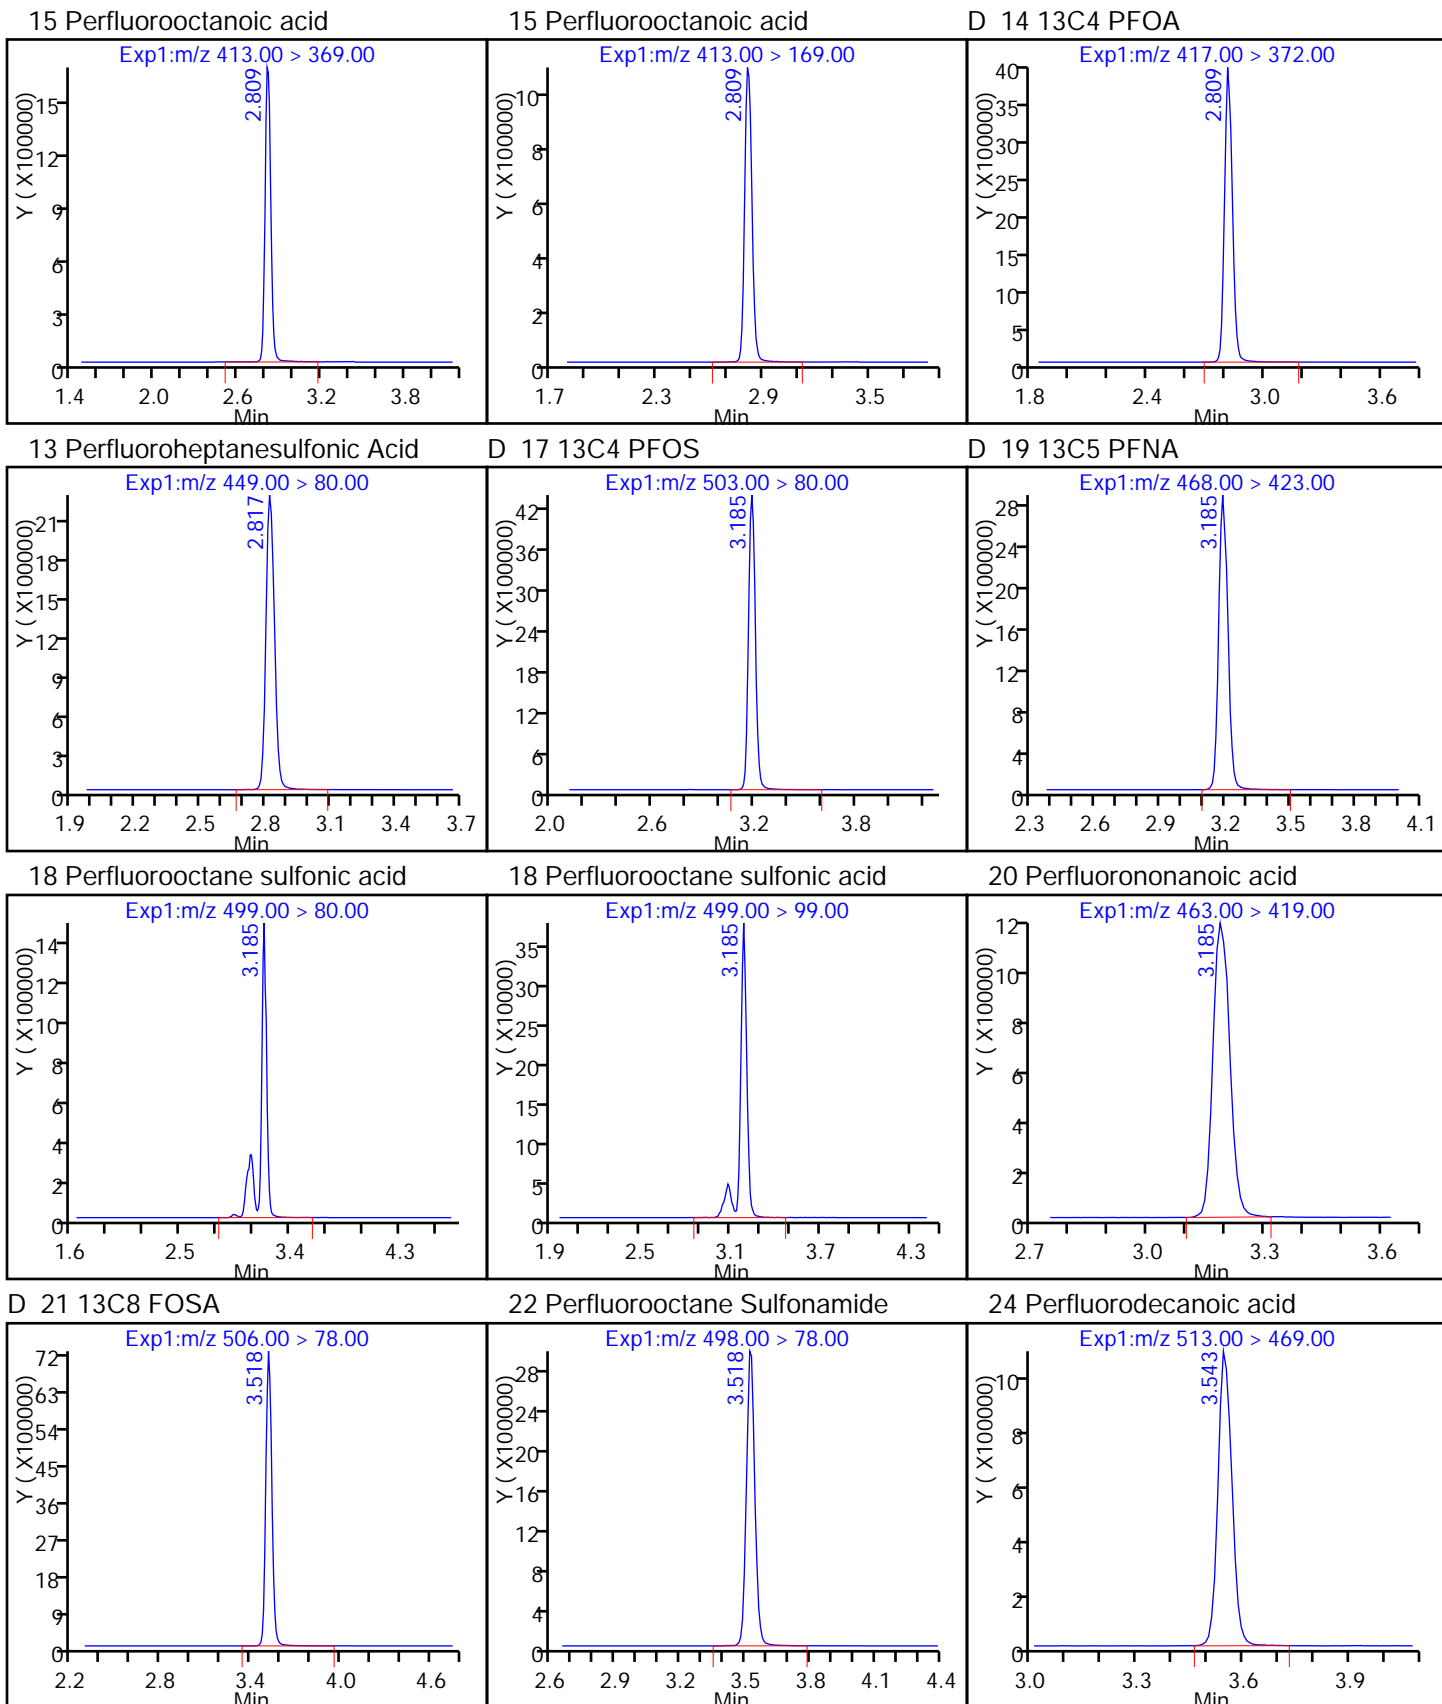 15 Perfluorooctanoic acid
Exp1:m/z 413.00 > 369.00
2.809
Y ( X100000)
15
12
9
6
3
0
1.4 2.0 2.6 3.2 3.8
Min
15 Perfluorooctanoic acid
Exp1:m/z 413.00 > 169.00
2.809
Y ( X100000)
10
8
6
4
2
0
1.7 2.3 2.9 3.5
Min
D 14 13C4 PFOA
Exp1:m/z 417.00 > 372.00
2.809
Y ( X100000)
40
35
30
25
20
15
10
5
0
1.8 2.4 3.0 3.6
Min
13 Perfluoroheptanesulfonic Acid
Exp1:m/z 449.00 > 80.00
2.817
Y ( X100000)
21
18
15
12
9
6
3
0
1.9 2.2 2.5 2.8 3.1 3.4 3.7
Min
D 17 13C4 PFOS
Exp1:m/z 503.00 > 80.00
3.185
Y ( X100000)
42
36
30
24
18
12
6
0
2.0 2.6 3.2 3.8
Min
D 19 13C5 PFNA
Exp1:m/z 468.00 > 423.00
3.185
Y ( X100000)
28
24
20
16
12
8
4
0
2.3 2.6 2.9 3.2 3.5 3.8 4.1
Min
18 Perfluorooctane sulfonic acid
Exp1:m/z 499.00 > 80.00
3.185
Y ( X100000)
14
12
10
8
6
4
2
0
1.6 2.5 3.4 4.3
Min
18 Perfluorooctane sulfonic acid
Exp1:m/z 499.00 > 99.00
3.185
Y ( X10000)
35
30
25
20
15
10
5
0
1.9 2.5 3.1 3.7 4.3
Min
20 Perfluorononanoic acid
Exp1:m/z 463.00 > 419.00
3.185
Y ( X100000)
12
10
8
6
4
2
0
2.7 3.0 3.3 3.6
Min
D 21 13C8 FOSA
Exp1:m/z 506.00 > 78.00
3.518
Y ( X100000)
72
63
54
45
36
27
18
9
0
2.2 2.8 3.4 4.0 4.6
Min
22 Perfluorooctane Sulfonamide
Exp1:m/z 498.00 > 78.00
3.518
Y ( X100000)
28
24
20
16
12
8
4
0
2.6 2.9 3.2 3.5 3.8 4.1 4.4
Min
24 Perfluorodecanoic acid
Exp1:m/z 513.00 > 469.00
3.543
Y ( X100000)
10
8
6
4
2
0
3.0 3.3 3.6 3.9
Min